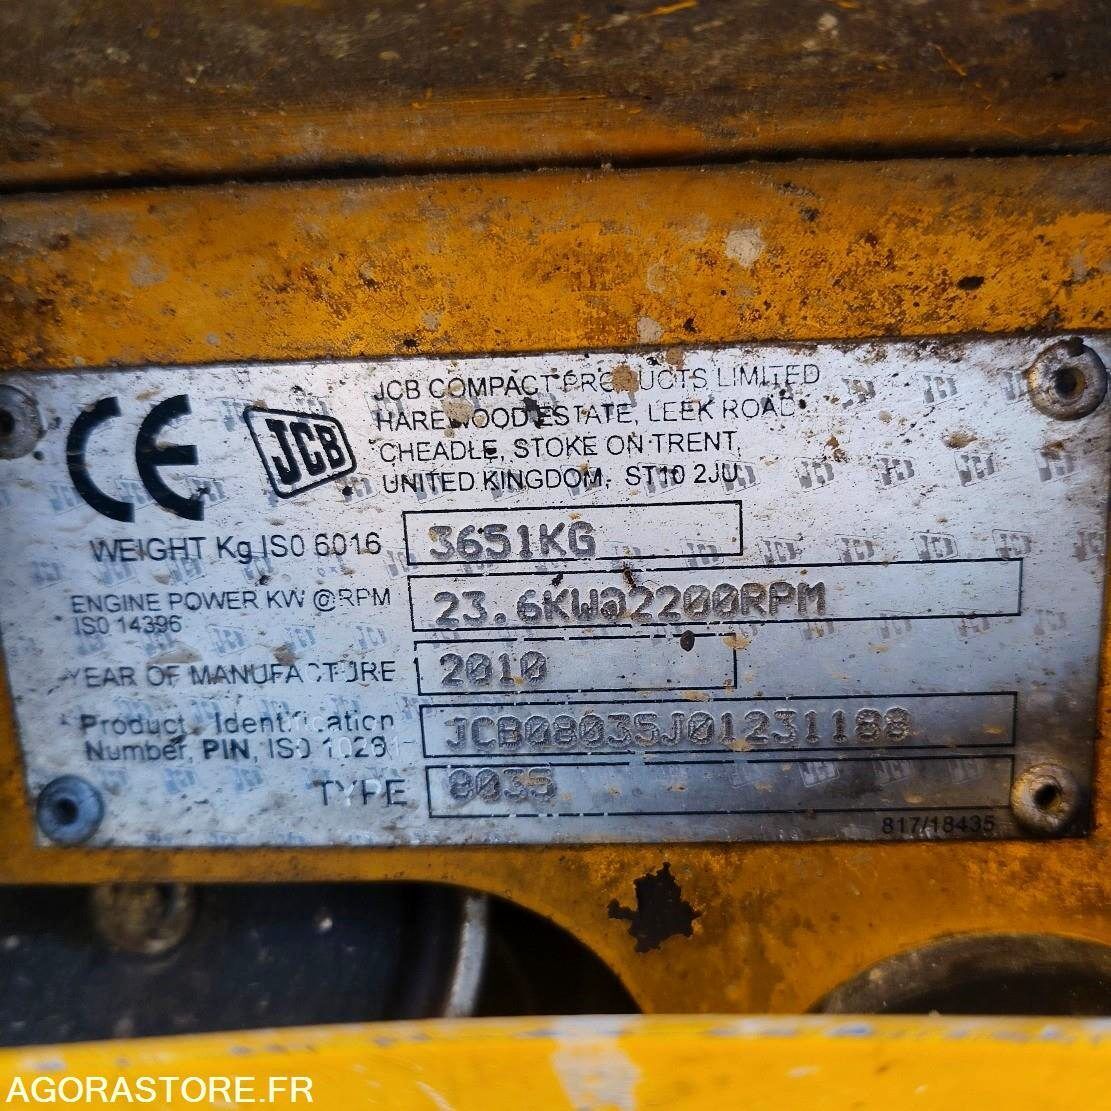 CE JCB
JCB COMPACT PRODUCTS LIMITED
HAREWOOD ESTATE, LEEK ROAD
CHEADLE, STOKE ON TRENT,
UNITED KINGDOM, ST10 2JU
WEIGHT Kg ISO 6016 3651KG
ENGINE POWER KW @ RPM 23.6KW@2200RPM
ISO 14396
YEAR OF MANUFACTURE 2010
Product Identification JCB08035J01231188
Number, PIN, ISO 10261-
TYPE 8035
817/18435
AGORASTORE.FR